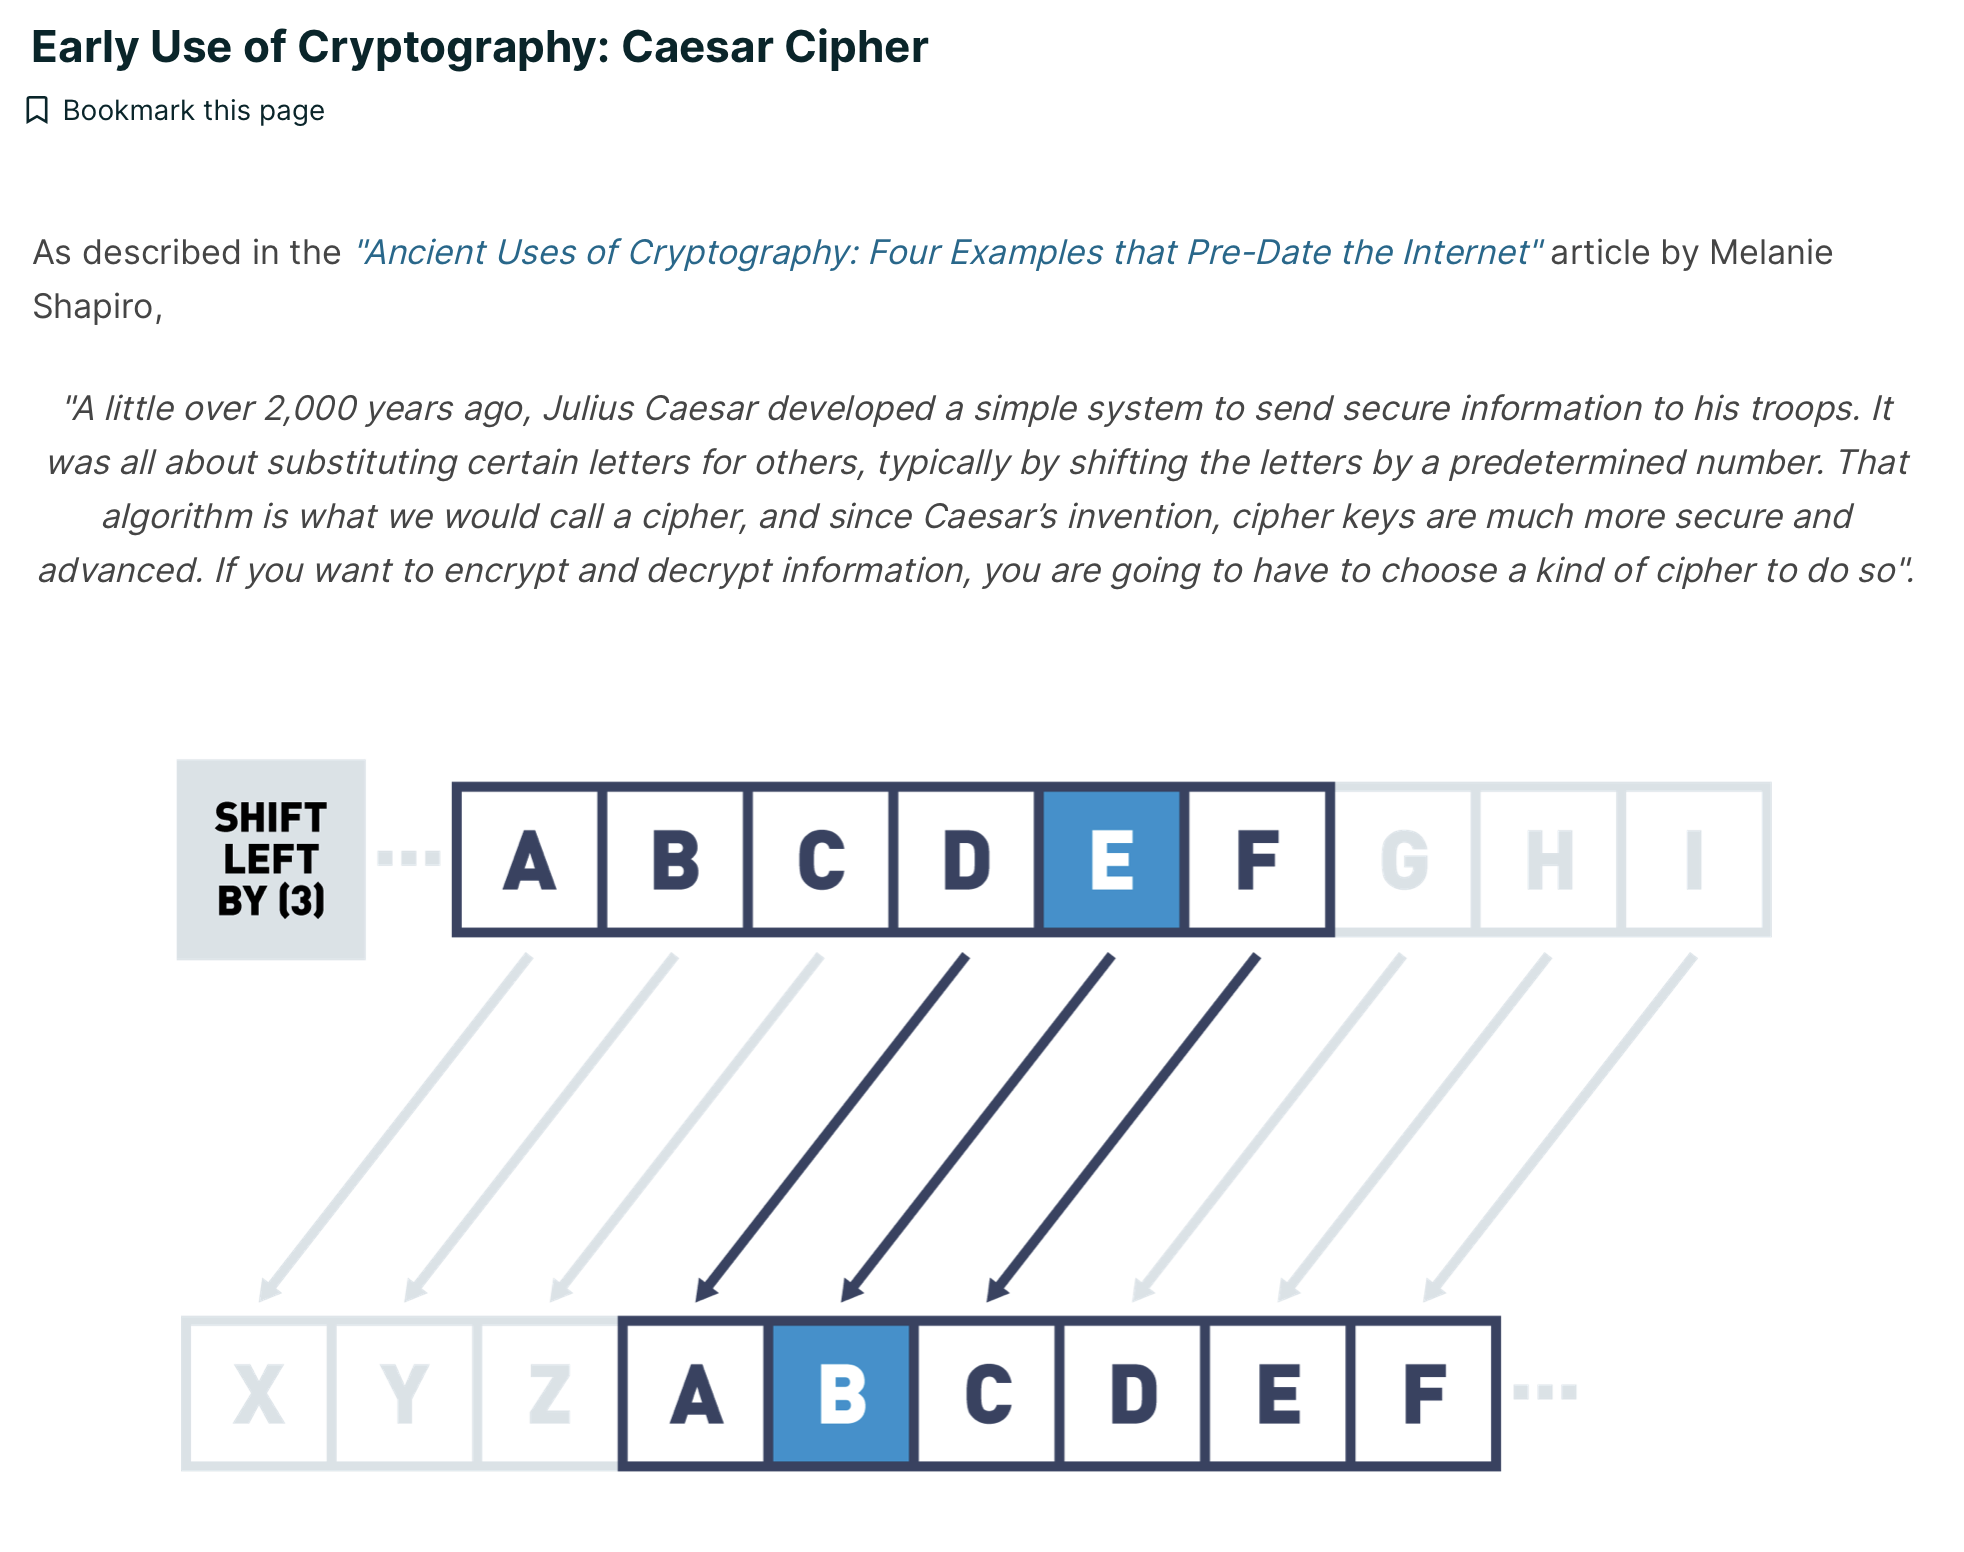 Early Use of Cryptography: Caesar Cipher
Bookmark this page
As described in the "Ancient Uses of Cryptography: Four Examples that Pre-Date the Internet" article by Melanie
Shapiro,
"A little over 2,000 years ago, Julius Caesar developed a simple system to send secure information to his troops. It
was all about substituting certain letters for others, typically by shifting the letters by a predetermined number. That
algorithm is what we would call a cipher, and since Caesar’s invention, cipher keys are much more secure and
advanced. If you want to encrypt and decrypt information, you are going to have to choose a kind of cipher to do so".
SHIFT
LEFT
BY (3)
... A B C D E F G H I
X Y Z A B C D E F ...